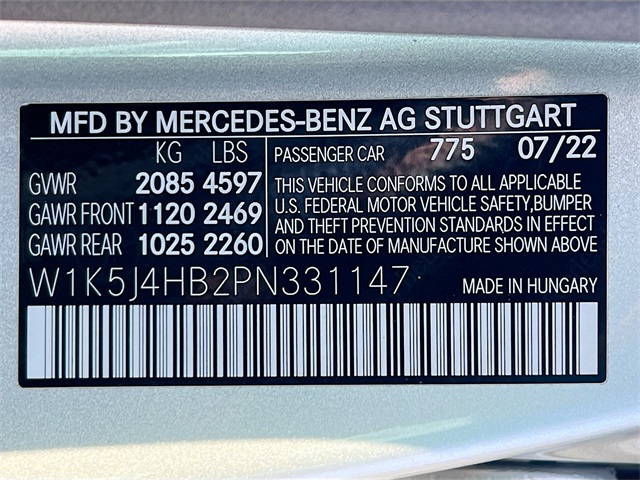 MFD BY MERCEDES-BENZ AG STUTTGART
KG LBS
GVWR 2085 4597
GAWR FRONT 1120 2469
GAWR REAR 1025 2260
PASSENGER CAR 775 07/22
THIS VEHICLE CONFORMS TO ALL APPLICABLE
U.S. FEDERAL MOTOR VEHICLE SAFETY,BUMPER
AND THEFT PREVENTION STANDARDS IN EFFECT
ON THE DATE OF MANUFACTURE SHOWN ABOVE.
W1K5J4HB2PN331147
MADE IN HUNGARY